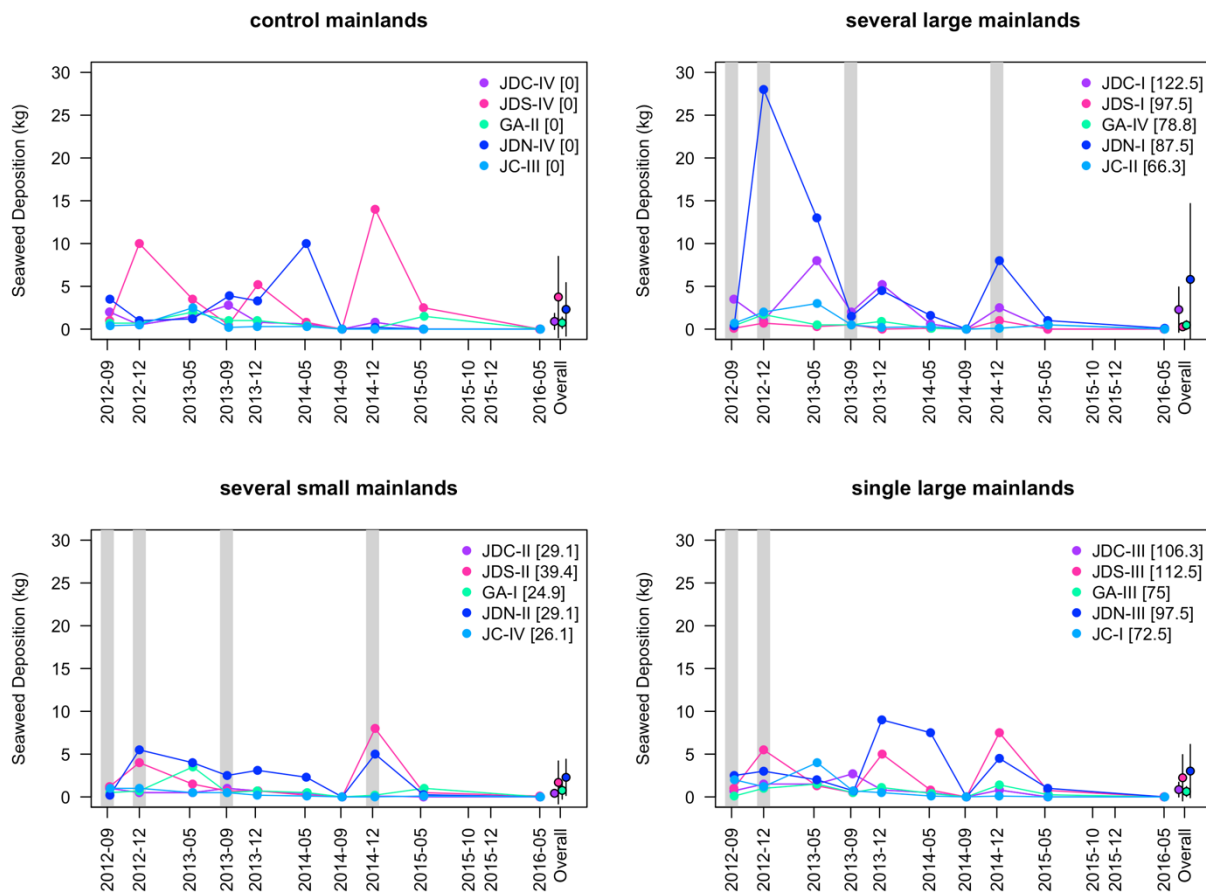 control mainlands
Seaweed Deposition (kg)
30
25
20
15
10
5
0
JDC-IV [0]
JDS-IV [0]
GA-II [0]
JDN-IV [0]
JC-III [0]
2012-09
2012-12
2013-05
2013-09
2013-12
2014-05
2014-09
2014-12
2015-05
2015-10
2015-12
2016-05
Overall
several large mainlands
Seaweed Deposition (kg)
30
25
20
15
10
5
0
JDC-I [122.5]
JDS-I [97.5]
GA-IV [78.8]
JDN-I [87.5]
JC-II [66.3]
2012-09
2012-12
2013-05
2013-09
2013-12
2014-05
2014-09
2014-12
2015-05
2015-10
2015-12
2016-05
Overall
several small mainlands
Seaweed Deposition (kg)
30
25
20
15
10
5
0
JDC-II [29.1]
JDS-II [39.4]
GA-I [24.9]
JDN-II [29.1]
JC-IV [26.1]
2012-09
2012-12
2013-05
2013-09
2013-12
2014-05
2014-09
2014-12
2015-05
2015-10
2015-12
2016-05
Overall
single large mainlands
Seaweed Deposition (kg)
30
25
20
15
10
5
0
JDC-III [106.3]
JDS-III [112.5]
GA-III [75]
JDN-III [97.5]
JC-I [72.5]
2012-09
2012-12
2013-05
2013-09
2013-12
2014-05
2014-09
2014-12
2015-05
2015-10
2015-12
2016-05
Overall